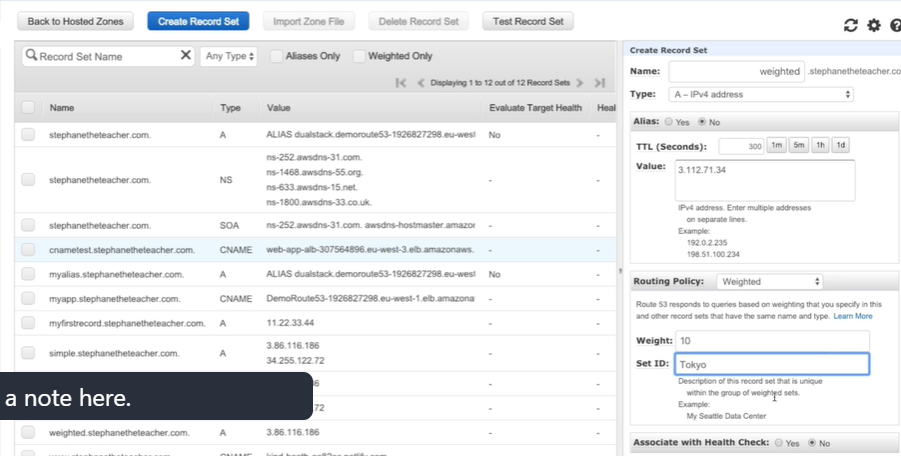 Back to Hosted Zones Create Record Set Import Zone File Delete Record Set Test Record Set
Record Set Name Any Type Aliases Only Weighted Only
Displaying 1 to 12 out of 12 Record Sets
Name Type Value Evaluate Target Health Heal
stephanetheteacher.com. A ALIAS dualstack.demoroute53-1926827298.eu-west No -
stephanetheteacher.com. NS ns-252.awsdns-31.com. - -
ns-1468.awsdns-55.org.
ns-633.awsdns-15.net.
ns-1800.awsdns-33.co.uk.
stephanetheteacher.com. SOA ns-252.awsdns-31.com. awsdns-hostmaster.amazor - -
cnametest.stephanetheteacher.com. CNAME web-app-alb-307564896.eu-west-3.elb.amazonaws. - -
myalias.stephanetheteacher.com. A ALIAS dualstack.demoroute53-1926827298.eu-west No -
myapp.stephanetheteacher.com. CNAME DemoRoute53-1926827298.eu-west-1.elb.amazona - -
myfirstrecord.stephanetheteacher.com. A 11.22.33.44 - -
simple.stephanetheteacher.com. A 3.86.116.186 - -
34.255.122.72
a note here.
weighted.stephanetheteacher.com. A 3.86.116.186 - -
Create Record Set
Name: weighted .stephanetheteacher.co
Type: A – IPv4 address
Alias: Yes No
TTL (Seconds): 300 1m 5m 1h 1d
Value: 3.112.71.34
IPv4 address. Enter multiple addresses
on separate lines.
Example:
192.0.2.235
198.51.100.234
Routing Policy: Weighted
Route 53 responds to queries based on weighting that you specify in this
and other record sets that have the same name and type. Learn More
Weight: 10
Set ID: Tokyo
Description of this record set that is unique
within the group of weighted sets.
Example:
My Seattle Data Center
Associate with Health Check: Yes No